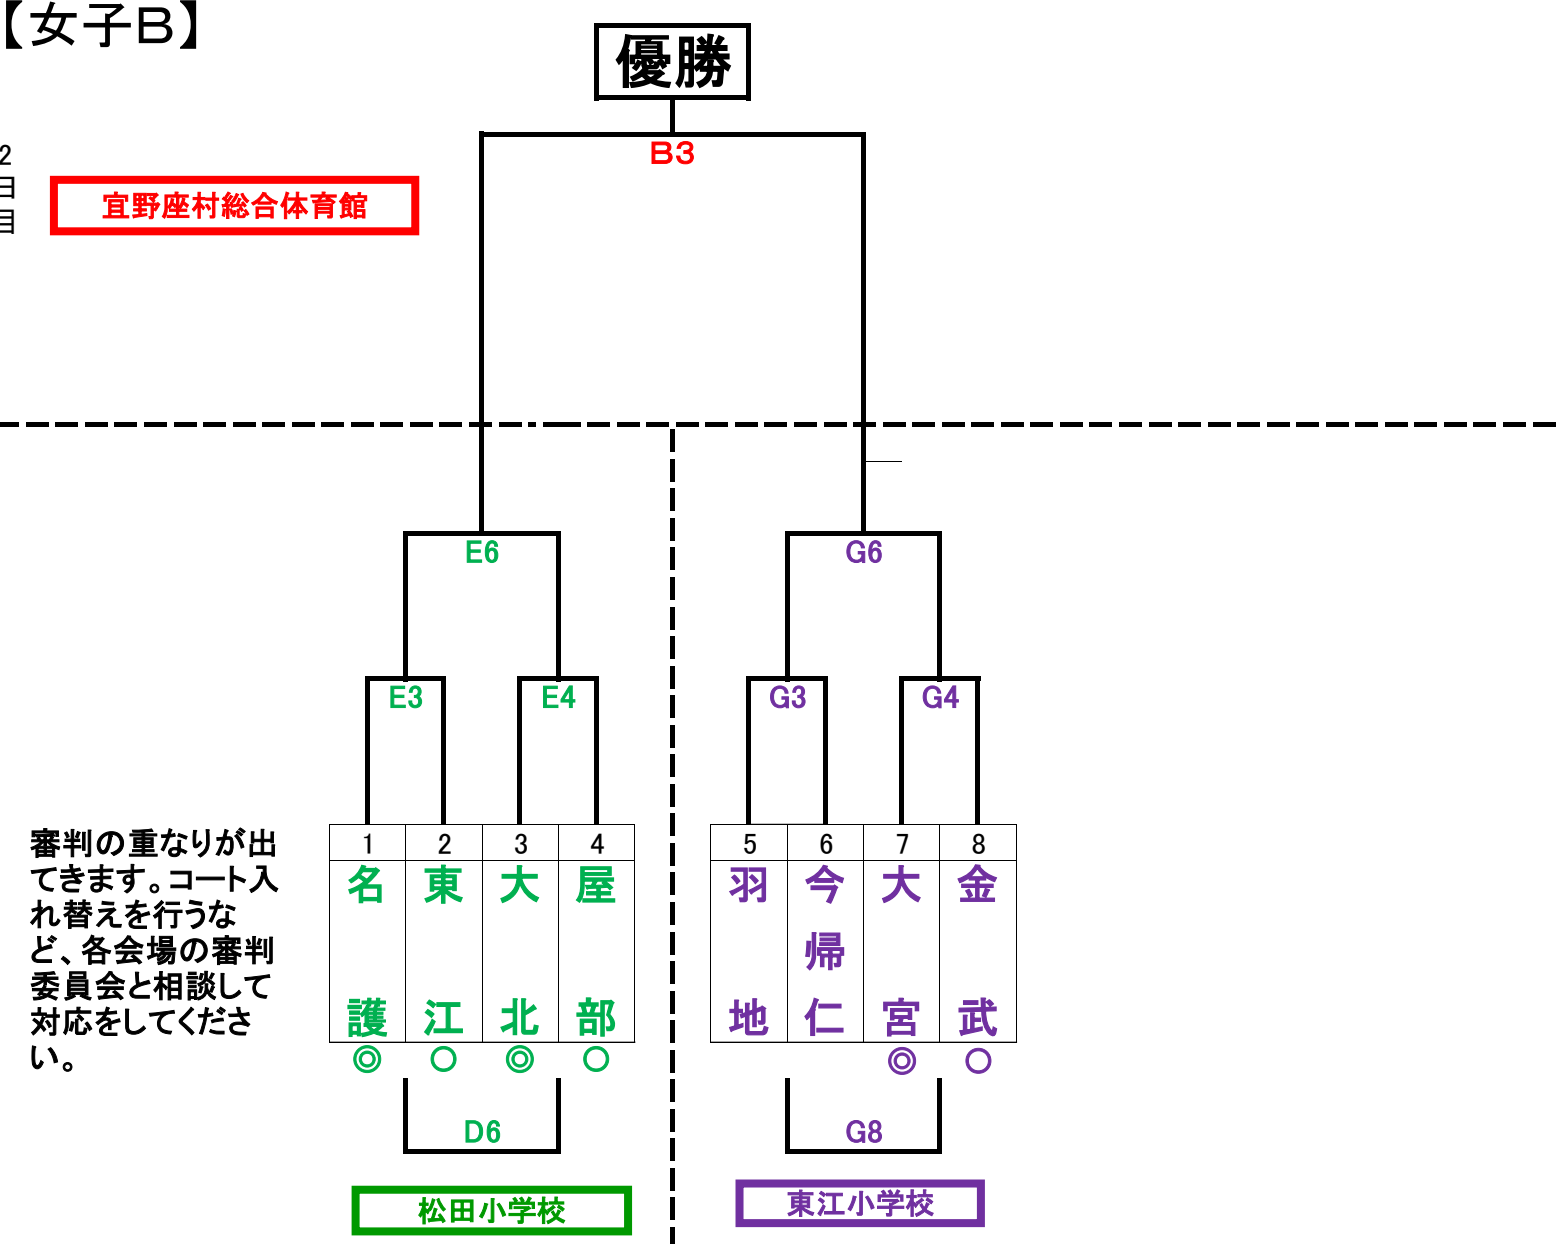 【女子B】
優勝
B3
2
日
目
宜野座村総合体育館
E6
G6
E3
E4
G3
G4
審判の重なりが出
てきます。コート入
れ替えを行うな
ど、各会場の審判
委員会と相談して
対応をしてくださ
い。
1 2 3 4
名護
東江
大北
屋部
◎ ○ ◎ ○
5 6 7 8
羽地
今帰仁
大宮
金武
◎ ○
D6
G8
松田小学校
東江小学校